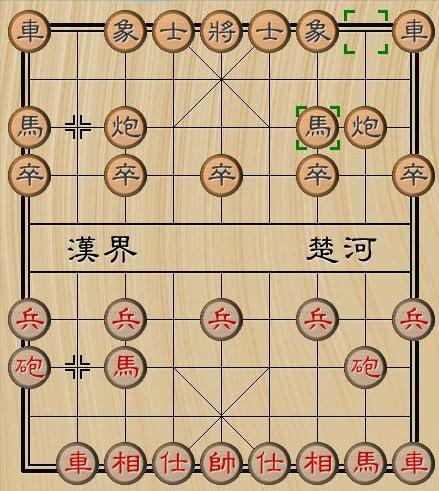 車象士將士象車
馬炮馬炮
卒卒卒卒卒
漢界 楚河
兵兵兵兵兵
砲馬砲
車相仕帥仕相馬車